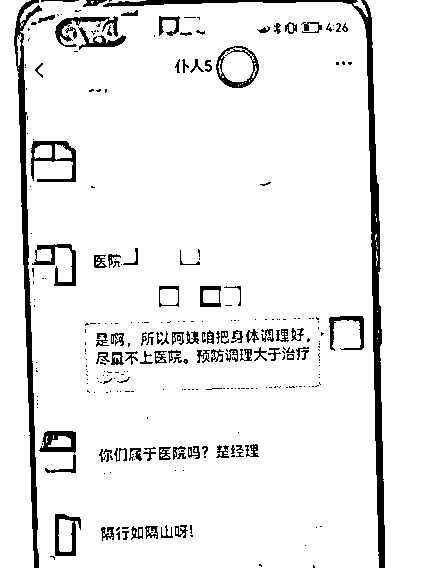 4:26
仆人5
医院
是啊，所以阿姨咱把身体调理好，
尽量不上医院。预防调理大于治疗
你们属于医院吗？楚经理
隔行如隔山呀！